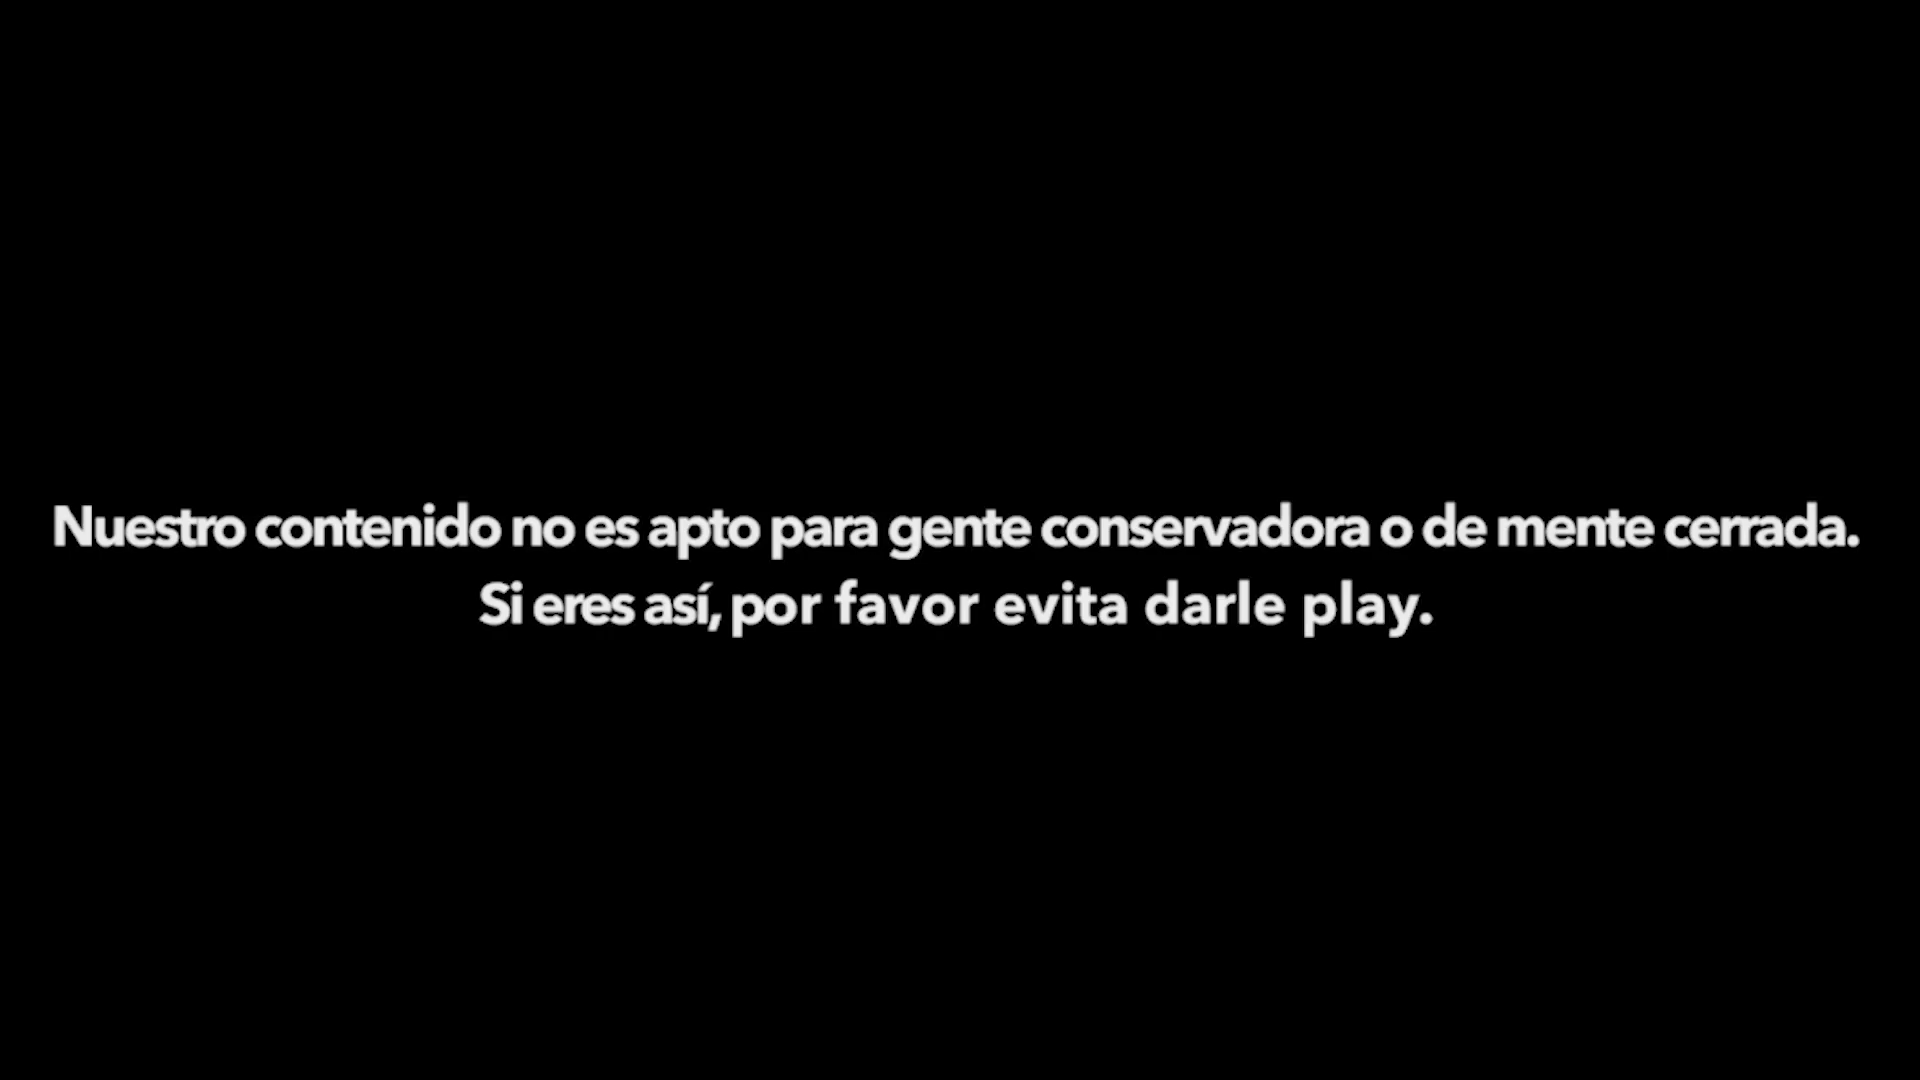 Nuestro contenido no es apto para gente conservadora o de mente cerrada.
Si eres así, por favor evita darle play.